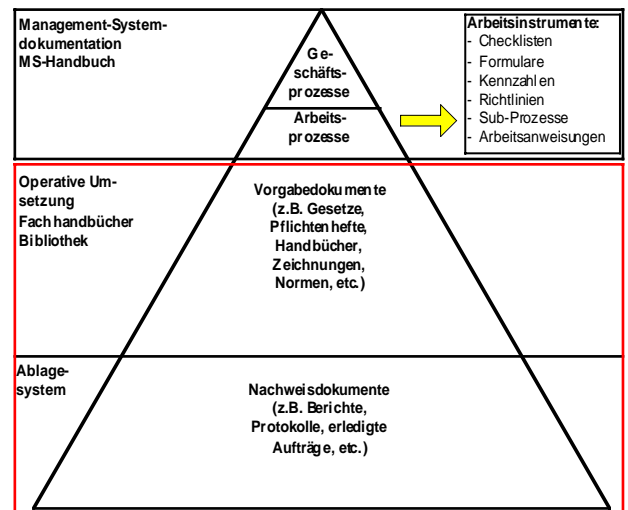 Management-System-
dokumentation
MS-Handbuch
Ge-
schäfts-
prozesse
Arbeits-
prozesse
Arbeitsinstrumente:
- Checklisten
- Formulare
- Kennzahlen
- Richtlinien
- Sub-Prozesse
- Arbeitsanweisungen
Operative Um-
setzung
Fachhandbücher
Bibliothek
Vorgabedokumente
(z.B. Gesetze,
Pflichtenhefte,
Handbücher,
Zeichnungen,
Normen, etc.)
Ablage-
system
Nachweisdokumente
(z.B. Berichte,
Protokolle, erledigte
Aufträge, etc.)